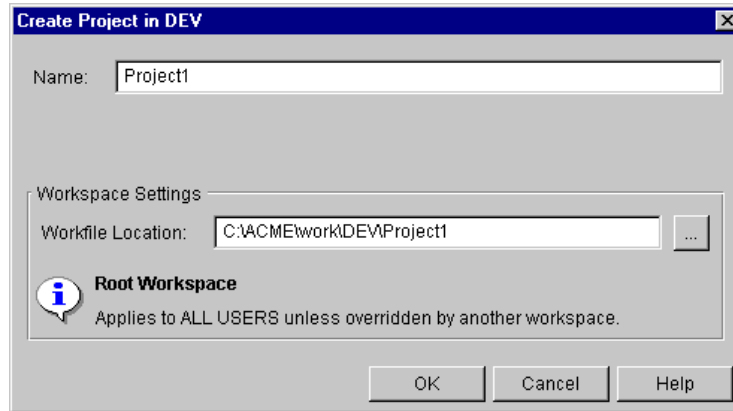 Create Project in DEV
Name: Project1
Workspace Settings
Workfile Location: C:\ACME\work\DEV\Project1 ...
Root Workspace
Applies to ALL USERS unless overridden by another workspace.
OK Cancel Help